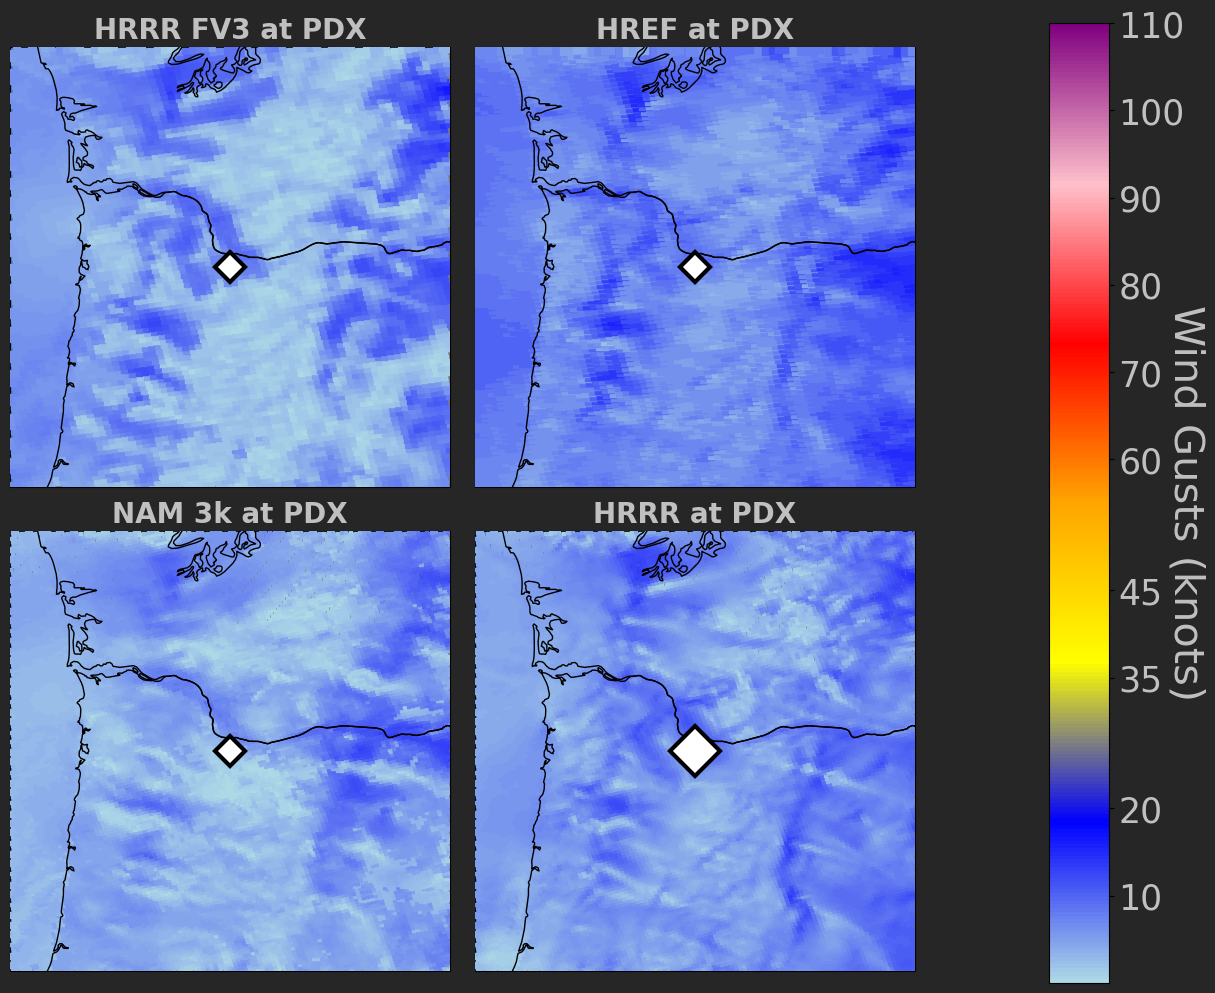 HRRR FV3 at PDX
HREF at PDX
NAM 3k at PDX
HRRR at PDX
110
100
90
80
70
60
45
35
20
10
Wind Gusts (knots)